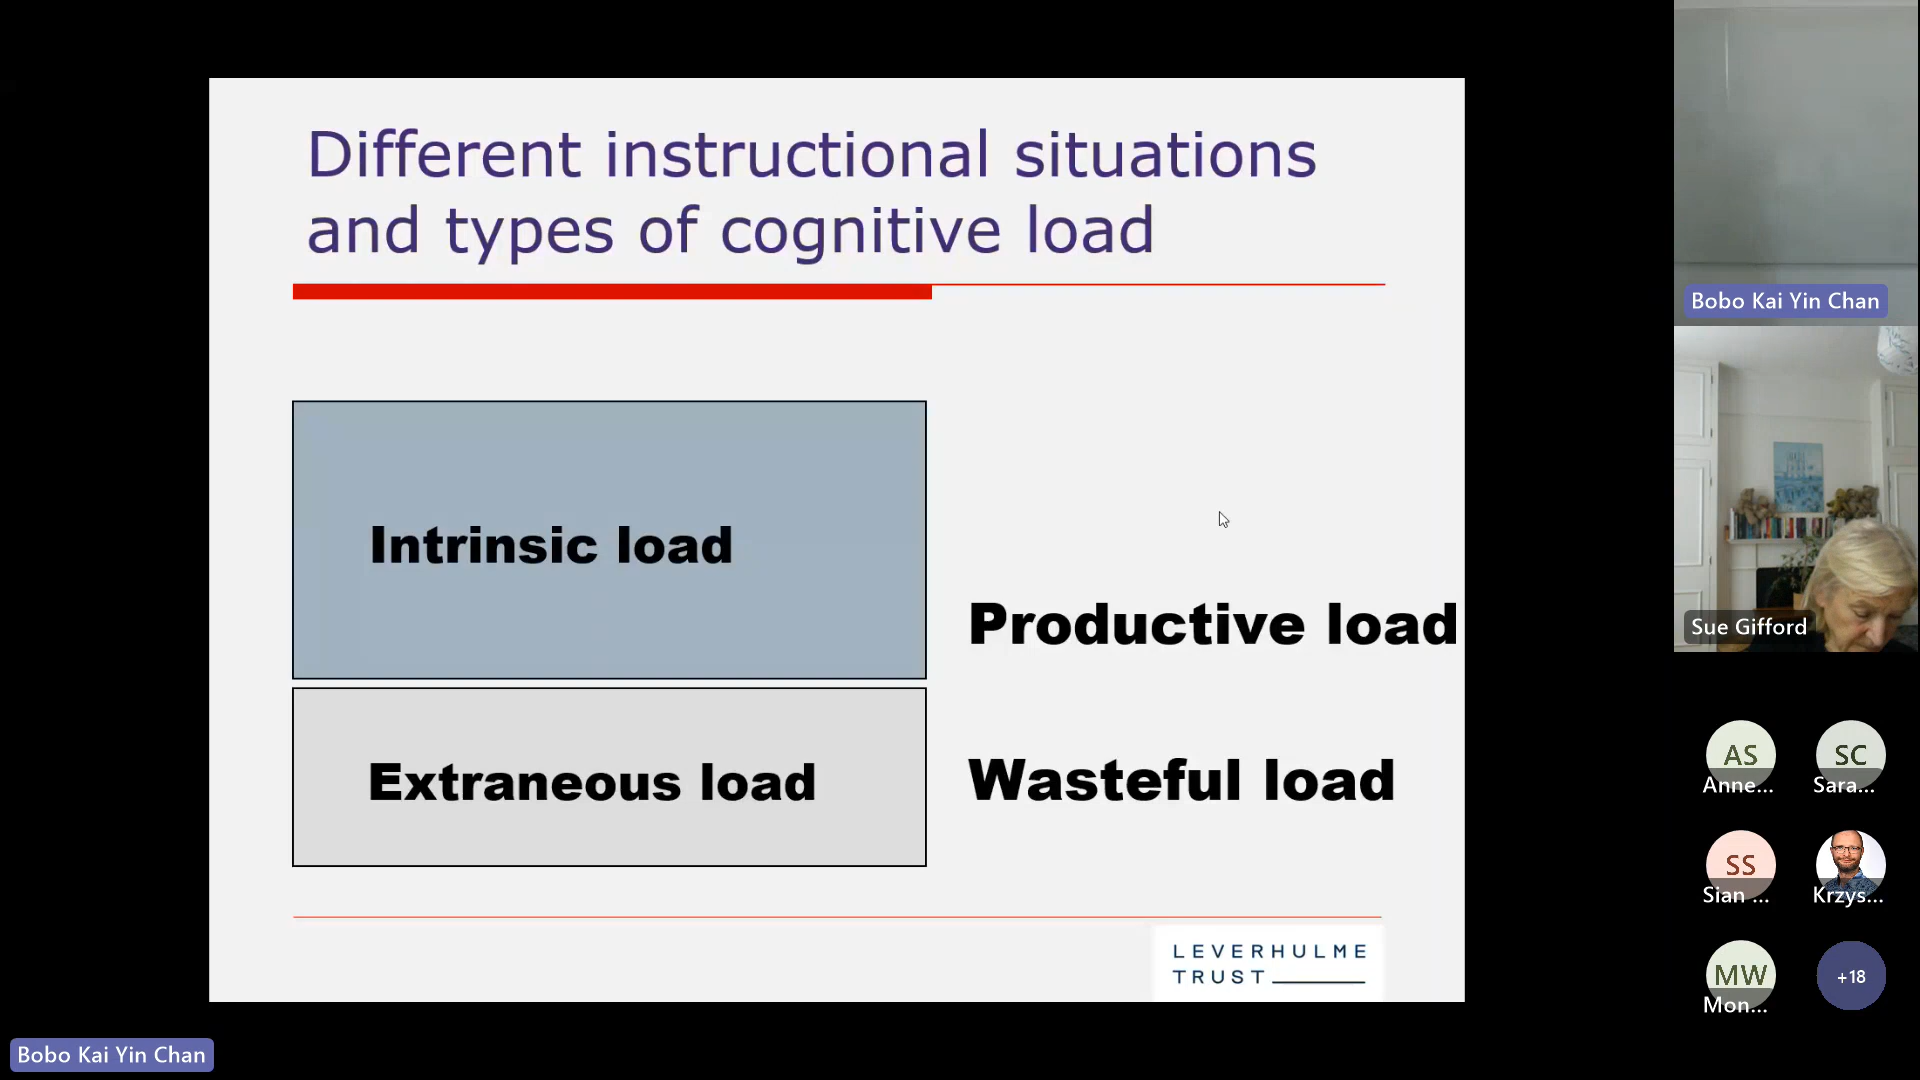 Different instructional situations
and types of cognitive load
Intrinsic load
Productive load
Extraneous load
Wasteful load
LEVERHULME
TRUST
Bobo Kai Yin Chan
Sue Gifford
AS
Anne...
SC
Sara...
SS
Sian ...
Krzys...
MW
Mon...
+18
Bobo Kai Yin Chan